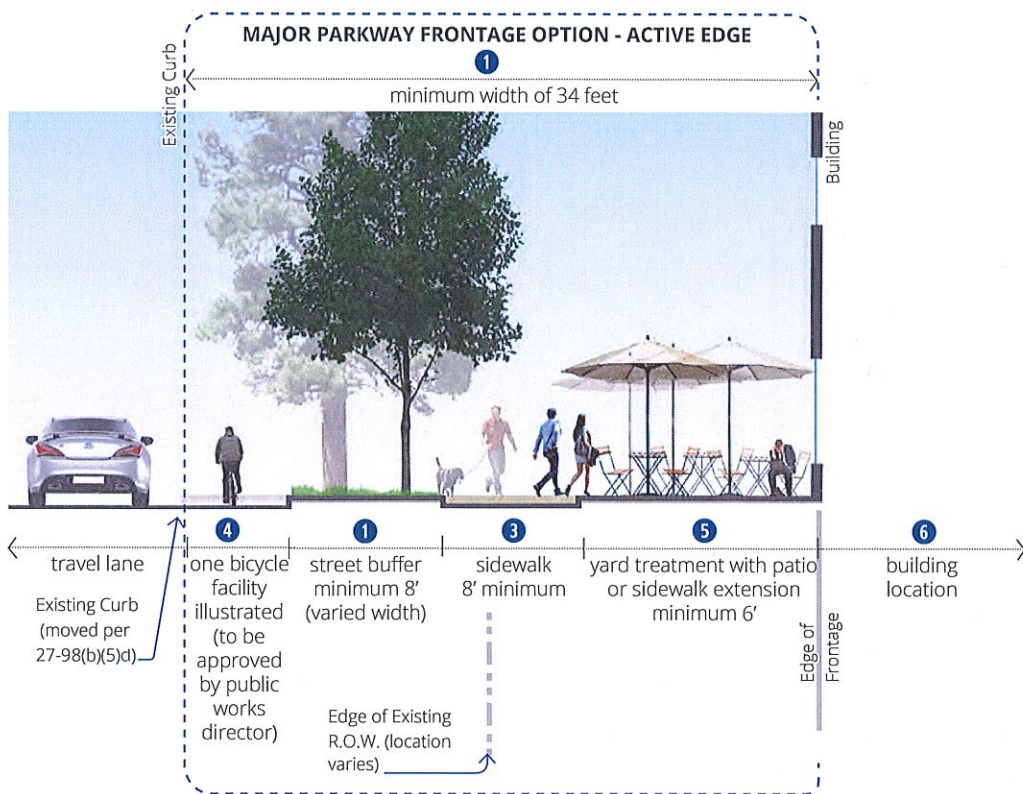 MAJOR PARKWAY FRONTAGE OPTION - ACTIVE EDGE
1
minimum width of 34 feet
Existing Curb
Building
4
1
3
5
6
travel lane
one bicycle
facility
illustrated
(to be
approved
by public
works
director)
street buffer
minimum 8'
(varied width)
sidewalk
8' minimum
yard treatment with patio
or sidewalk extension
minimum 6'
building
location
Existing Curb
(moved per
27-98(b)(5)d)
Edge of Existing
R.O.W. (location
varies)
Edge of
Frontage